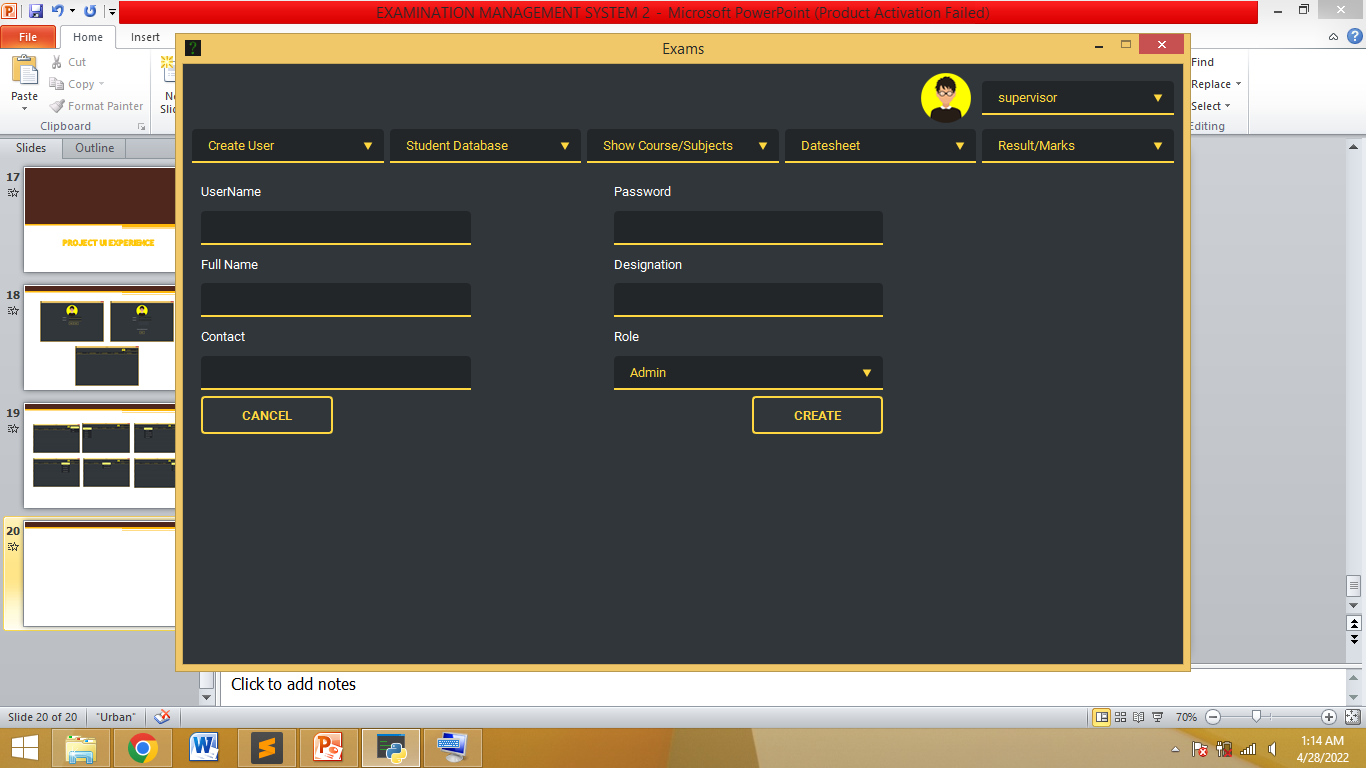 EXAMINATION MANAGEMENT SYSTEM 2 - Microsoft PowerPoint (Product Activation Failed)
File
Home
Insert
Paste
Cut
Copy
Format Painter
Clipboard
Find
Replace
Select
Editing
Slides
Outline
17
PROJECT UI EXPERIENCE
18
19
20
Exams
supervisor
Create User
Student Database
Show Course/Subjects
Datesheet
Result/Marks
UserName
Password
Full Name
Designation
Contact
Role
Admin
CANCEL
CREATE
Click to add notes
Slide 20 of 20
"Urban"
70%
1:14 AM
4/28/2022